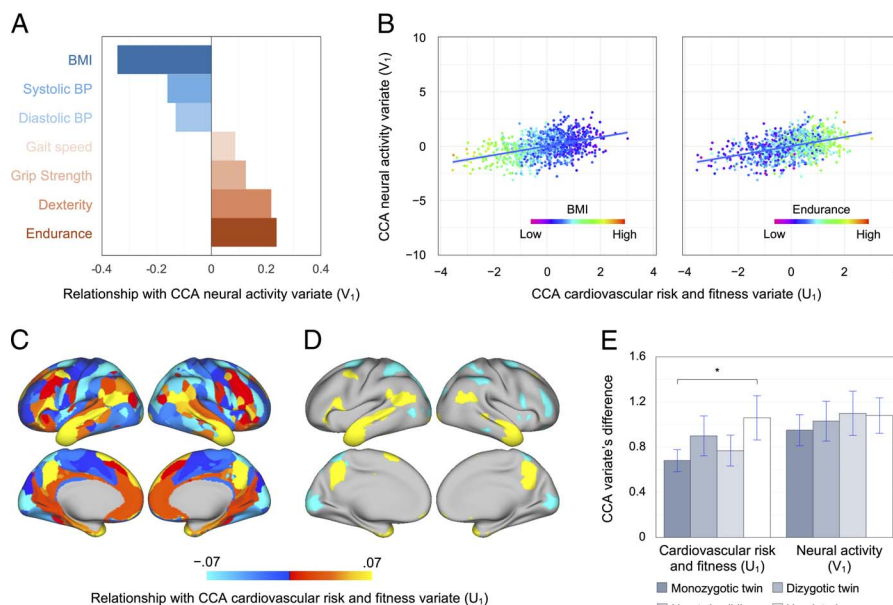 A
BMI
Systolic BP
Diastolic BP
Gait speed
Grip Strength
Dexterity
Endurance
-0.4 -0.2 0 0.2 0.4
Relationship with CCA neural activity variate (V1)
B
CCA neural activity variate (V1)
10
5
0
−5
−10
BMI
Low High
−4 −3 −2 −1 0 1 2 3 4
Endurance
Low High
−2 0 2
CCA cardiovascular risk and fitness variate (U1)
C
D
−.07 .07
Relationship with CCA cardiovascular risk and fitness variate (U1)
E
CCA variate's difference
1.6
1.2
0.8
0.4
0
*
Cardiovascular risk
and fitness (U1)
Neural activity
(V1)
Monozygotic twin Dizygotic twin